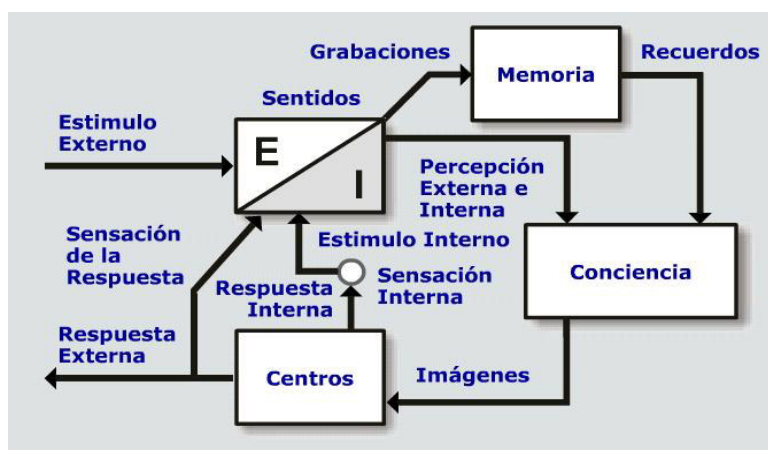 Grabaciones
Memoria
Recuerdos
Sentidos
Estimulo
Externo
E
I
Percepción
Externa e
Interna
Sensación
de la
Respuesta
Estimulo Interno
Conciencia
Respuesta
Interna
Sensación
Interna
Respuesta
Externa
Centros
Imágenes